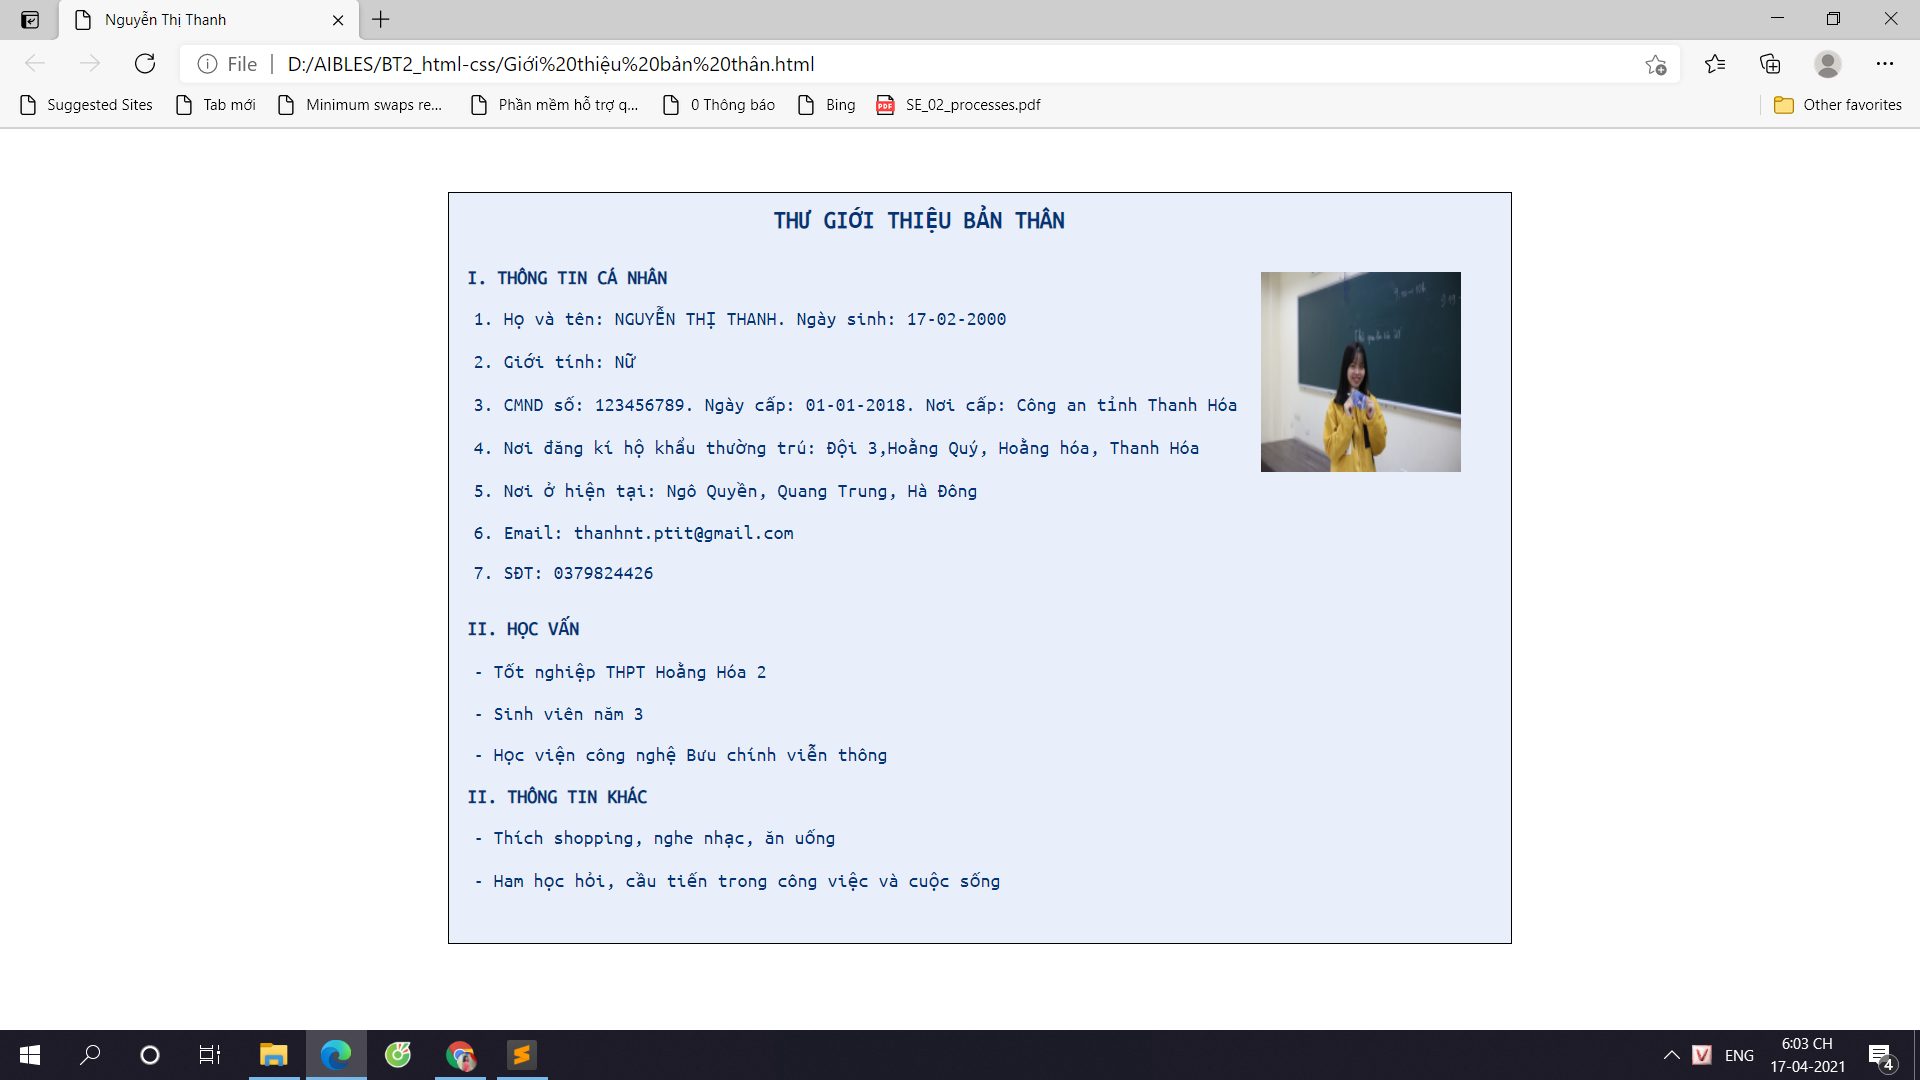 Nguyễn Thị Thanh
File | D:/AIBLES/BT2_html-css/Giới%20thiệu%20bản%20thân.html
Suggested Sites Tab mới Minimum swaps re... Phần mềm hỗ trợ q... 0 Thông báo Bing PDF SE_02_processes.pdf Other favorites
THƯ GIỚI THIỆU BẢN THÂN
I. THÔNG TIN CÁ NHÂN
1. Họ và tên: NGUYỄN THỊ THANH. Ngày sinh: 17-02-2000
2. Giới tính: Nữ
3. CMND số: 123456789. Ngày cấp: 01-01-2018. Nơi cấp: Công an tỉnh Thanh Hóa
4. Nơi đăng kí hộ khẩu thường trú: Đội 3,Hoằng Quý, Hoằng hóa, Thanh Hóa
5. Nơi ở hiện tại: Ngô Quyền, Quang Trung, Hà Đông
6. Email: thanhnt.ptit@gmail.com
7. SĐT: 0379824426
II. HỌC VẤN
- Tốt nghiệp THPT Hoằng Hóa 2
- Sinh viên năm 3
- Học viện công nghệ Bưu chính viễn thông
II. THÔNG TIN KHÁC
- Thích shopping, nghe nhạc, ăn uống
- Ham học hỏi, cầu tiến trong công việc và cuộc sống
V ENG 6:03 CH
17-04-2021 4